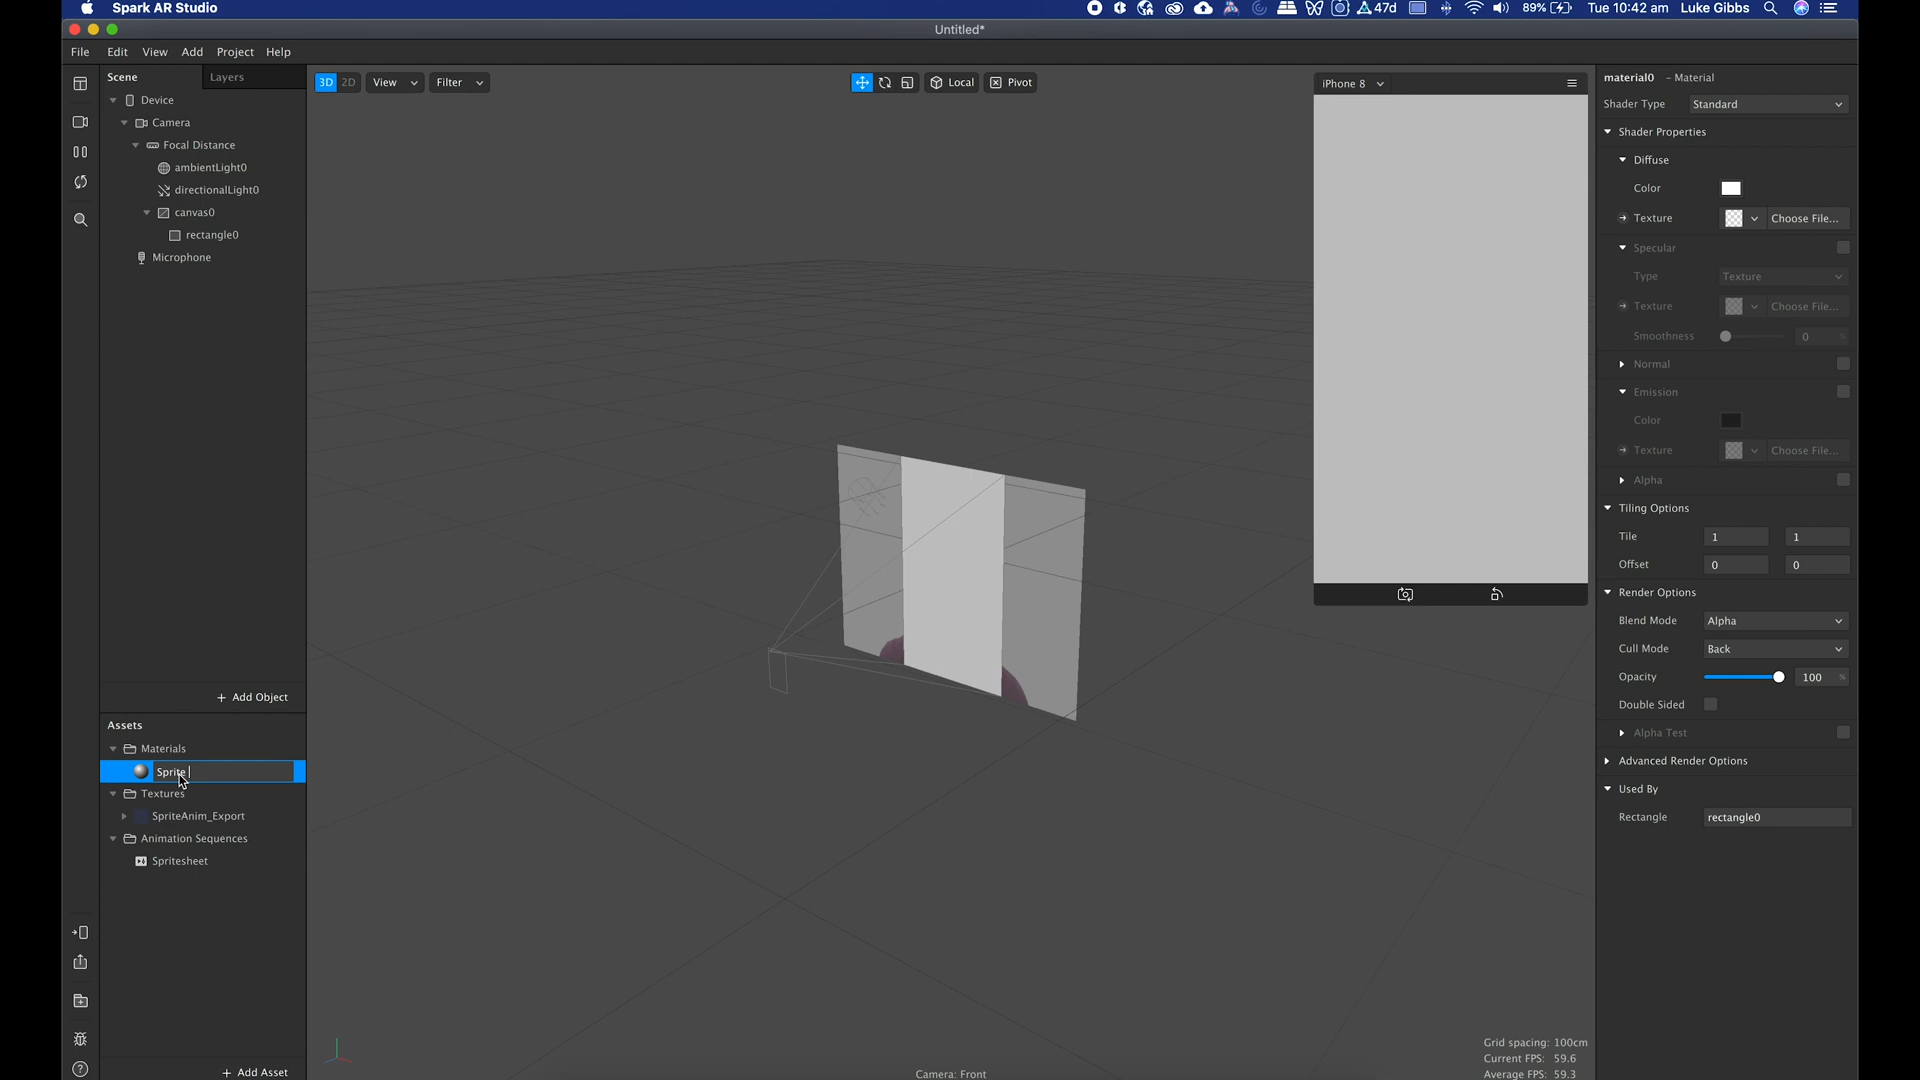 Spark AR Studio
47d
89%
Tue 10:42 am
Luke Gibbs
Untitled*
File Edit View Add Project Help
Scene
Layers
Device
Camera
Focal Distance
ambientLight0
directionalLight0
canvas0
rectangle0
Microphone
+ Add Object
Assets
Materials
Sprite
Textures
SpriteAnim_Export
Animation Sequences
Spritesheet
+ Add Asset
3D 2D
View
Filter
Local
Pivot
iPhone 8
Camera: Front
Grid spacing: 100cm
Current FPS: 59.6
Average FPS: 59.3
material0 - Material
Shader Type Standard
Shader Properties
Diffuse
Color
Texture Choose File...
Specular
Type Texture
Texture Choose File...
Smoothness 0 %
Normal
Emission
Color
Texture Choose File...
Alpha
Tiling Options
Tile 1 1
Offset 0 0
Render Options
Blend Mode Alpha
Cull Mode Back
Opacity 100 %
Double Sided
Alpha Test
Advanced Render Options
Used By
Rectangle rectangle0